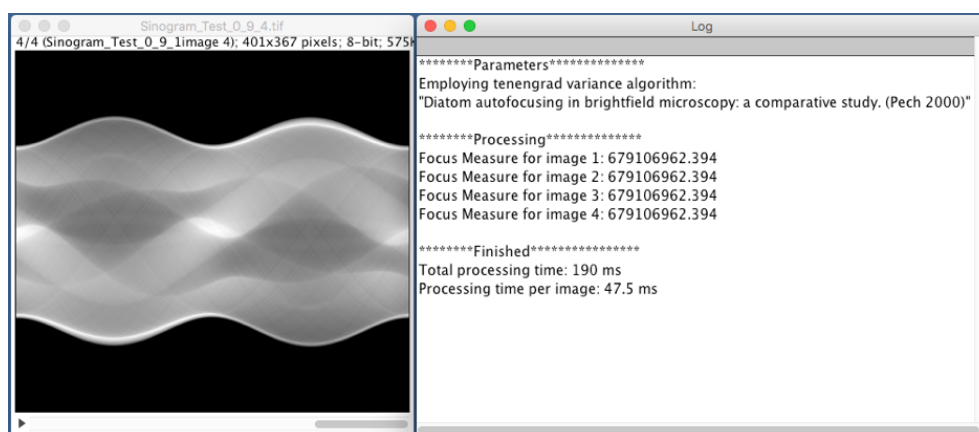 Sinogram_Test_0_9_4.tif
4/4 (Sinogram_Test_0_9_1image 4); 401x367 pixels; 8-bit; 575K
Log
********Parameters**************
Employing tenengrad variance algorithm:
"Diatom autofocusing in brightfield microscopy: a comparative study. (Pech 2000)"
********Processing**************
Focus Measure for image 1: 679106962.394
Focus Measure for image 2: 679106962.394
Focus Measure for image 3: 679106962.394
Focus Measure for image 4: 679106962.394
********Finished****************
Total processing time: 190 ms
Processing time per image: 47.5 ms